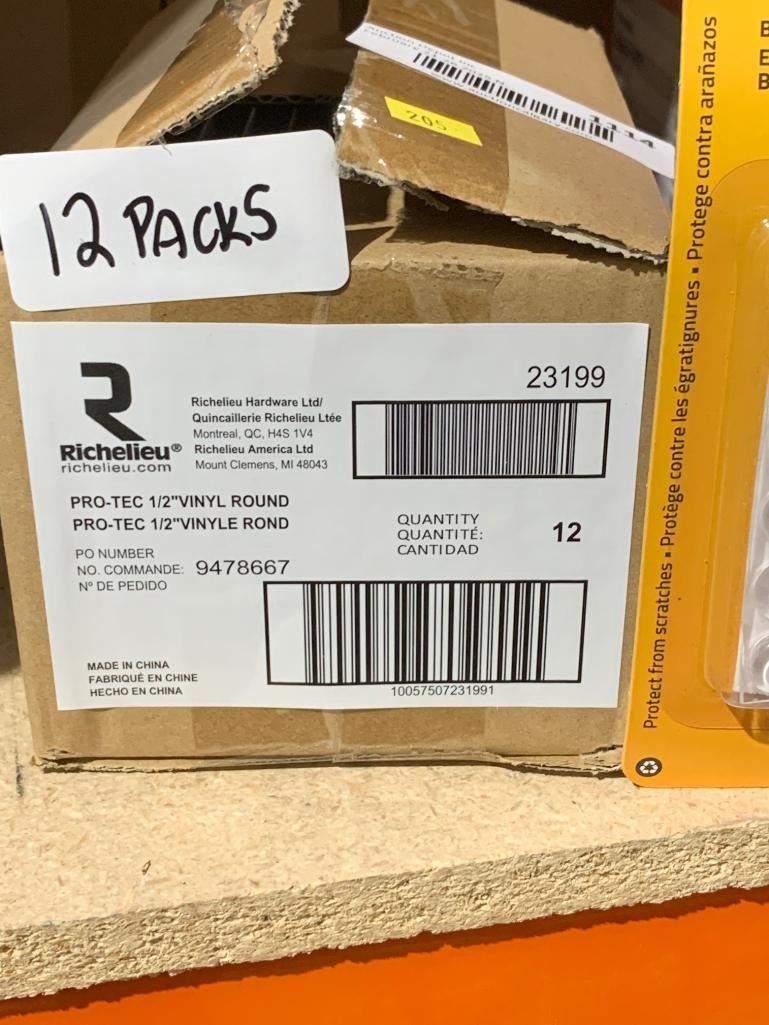 1114
205
12 PACKS
23199
Richelieu®
richelieu.com
Richelieu Hardware Ltd/
Quincaillerie Richelieu Ltée
Montreal, QC, H4S 1V4
Richelieu America Ltd
Mount Clemens, MI 48043
PRO-TEC 1/2"VINYL ROUND
PRO-TEC 1/2"VINYLE ROND
QUANTITY
QUANTITÉ:
CANTIDAD
12
PO NUMBER
NO. COMMANDE: 9478667
Nº DE PEDIDO
MADE IN CHINA
FABRIQUÉ EN CHINE
HECHO EN CHINA
10057507231991
Protect from scratches ▪ Protège contre les égratignures ▪ Protege contra arañazos
B
E
B